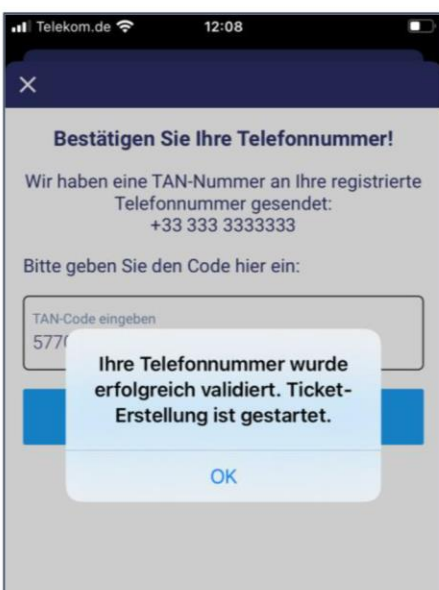 Telekom.de 12:08
Bestätigen Sie Ihre Telefonnummer!
Wir haben eine TAN-Nummer an Ihre registrierte
Telefonnummer gesendet:
+33 333 3333333
Bitte geben Sie den Code hier ein:
TAN-Code eingeben
577
Ihre Telefonnummer wurde
erfolgreich validiert. Ticket-
Erstellung ist gestartet.
OK